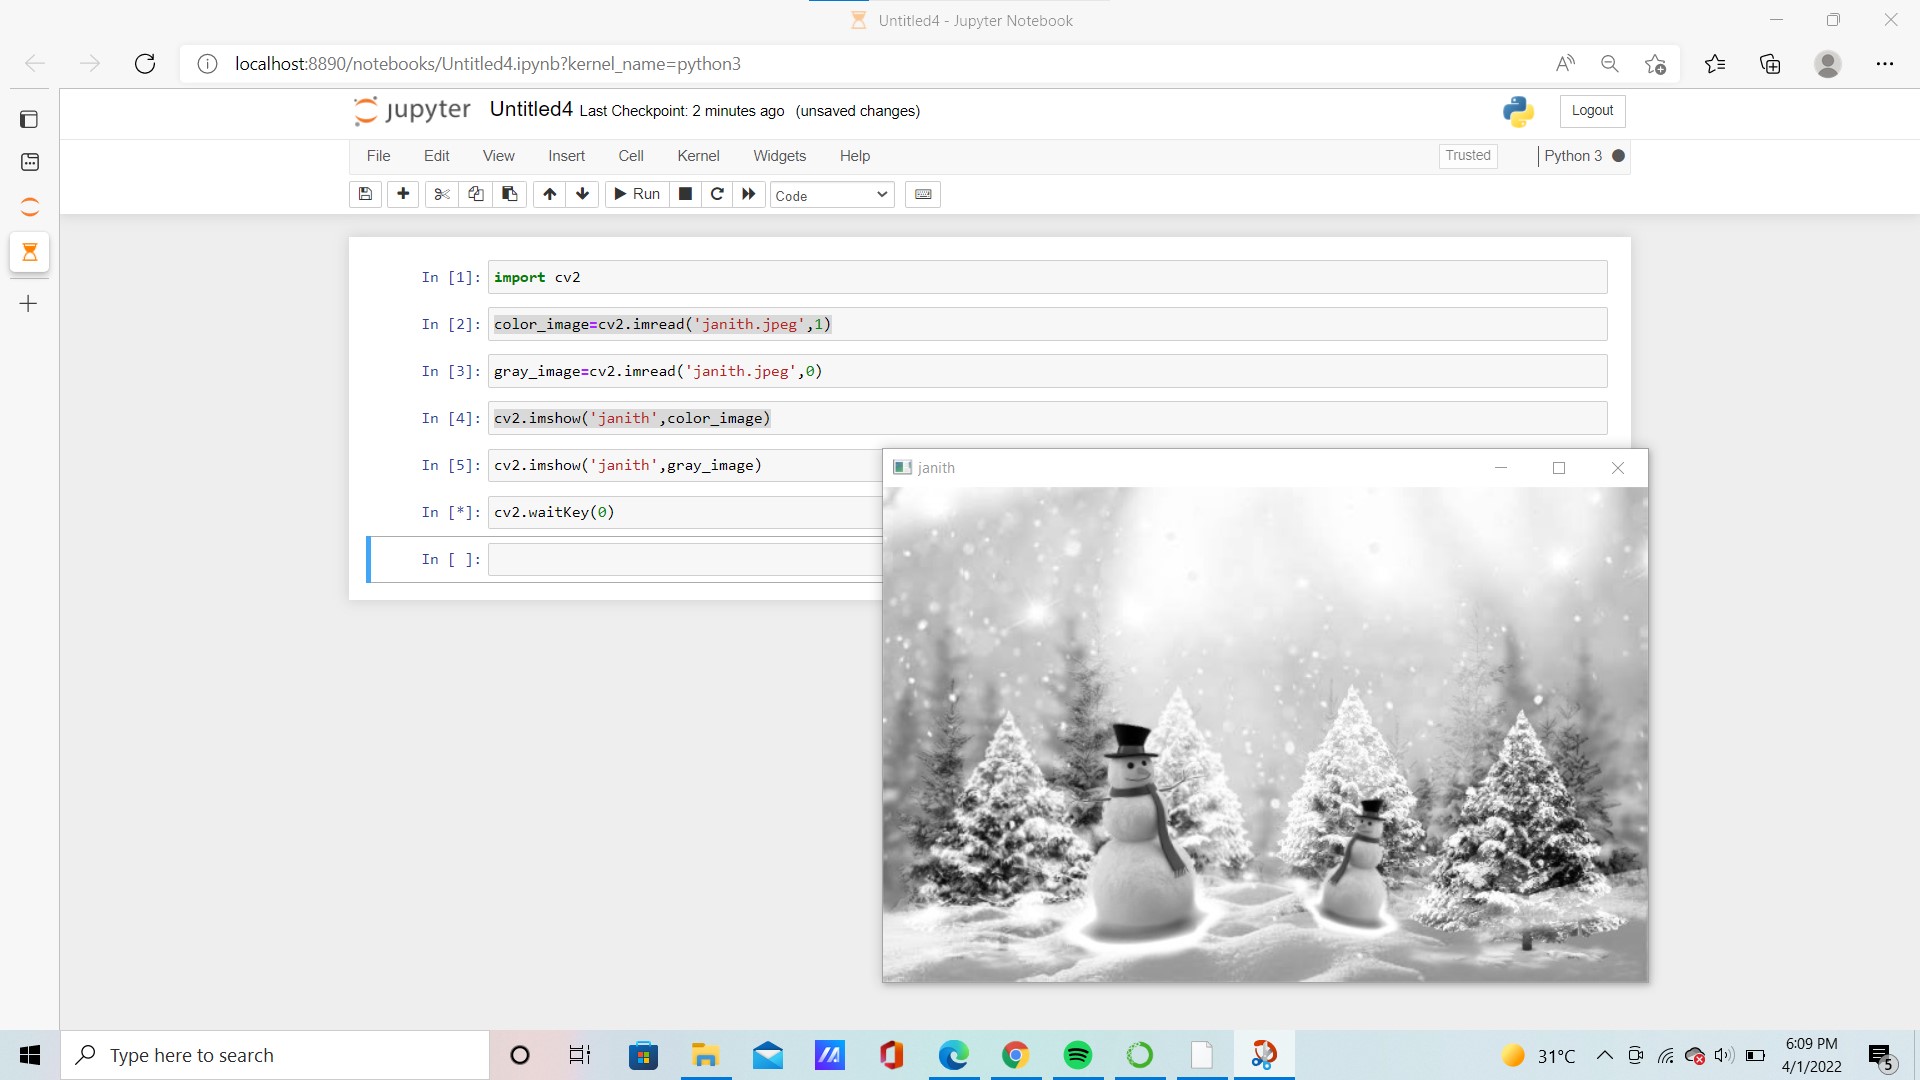 Untitled4 - Jupyter Notebook
localhost:8890/notebooks/Untitled4.ipynb?kernel_name=python3
jupyter Untitled4 Last Checkpoint: 2 minutes ago (unsaved changes) Logout
File Edit View Insert Cell Kernel Widgets Help Trusted Python 3
Run Code
In [1]: import cv2
In [2]: color_image=cv2.imread('janith.jpeg',1)
In [3]: gray_image=cv2.imread('janith.jpeg',0)
In [4]: cv2.imshow('janith',color_image)
In [5]: cv2.imshow('janith',gray_image)
janith
In [*]: cv2.waitKey(0)
In [ ]:
Type here to search
31°C
6:09 PM
4/1/2022
5